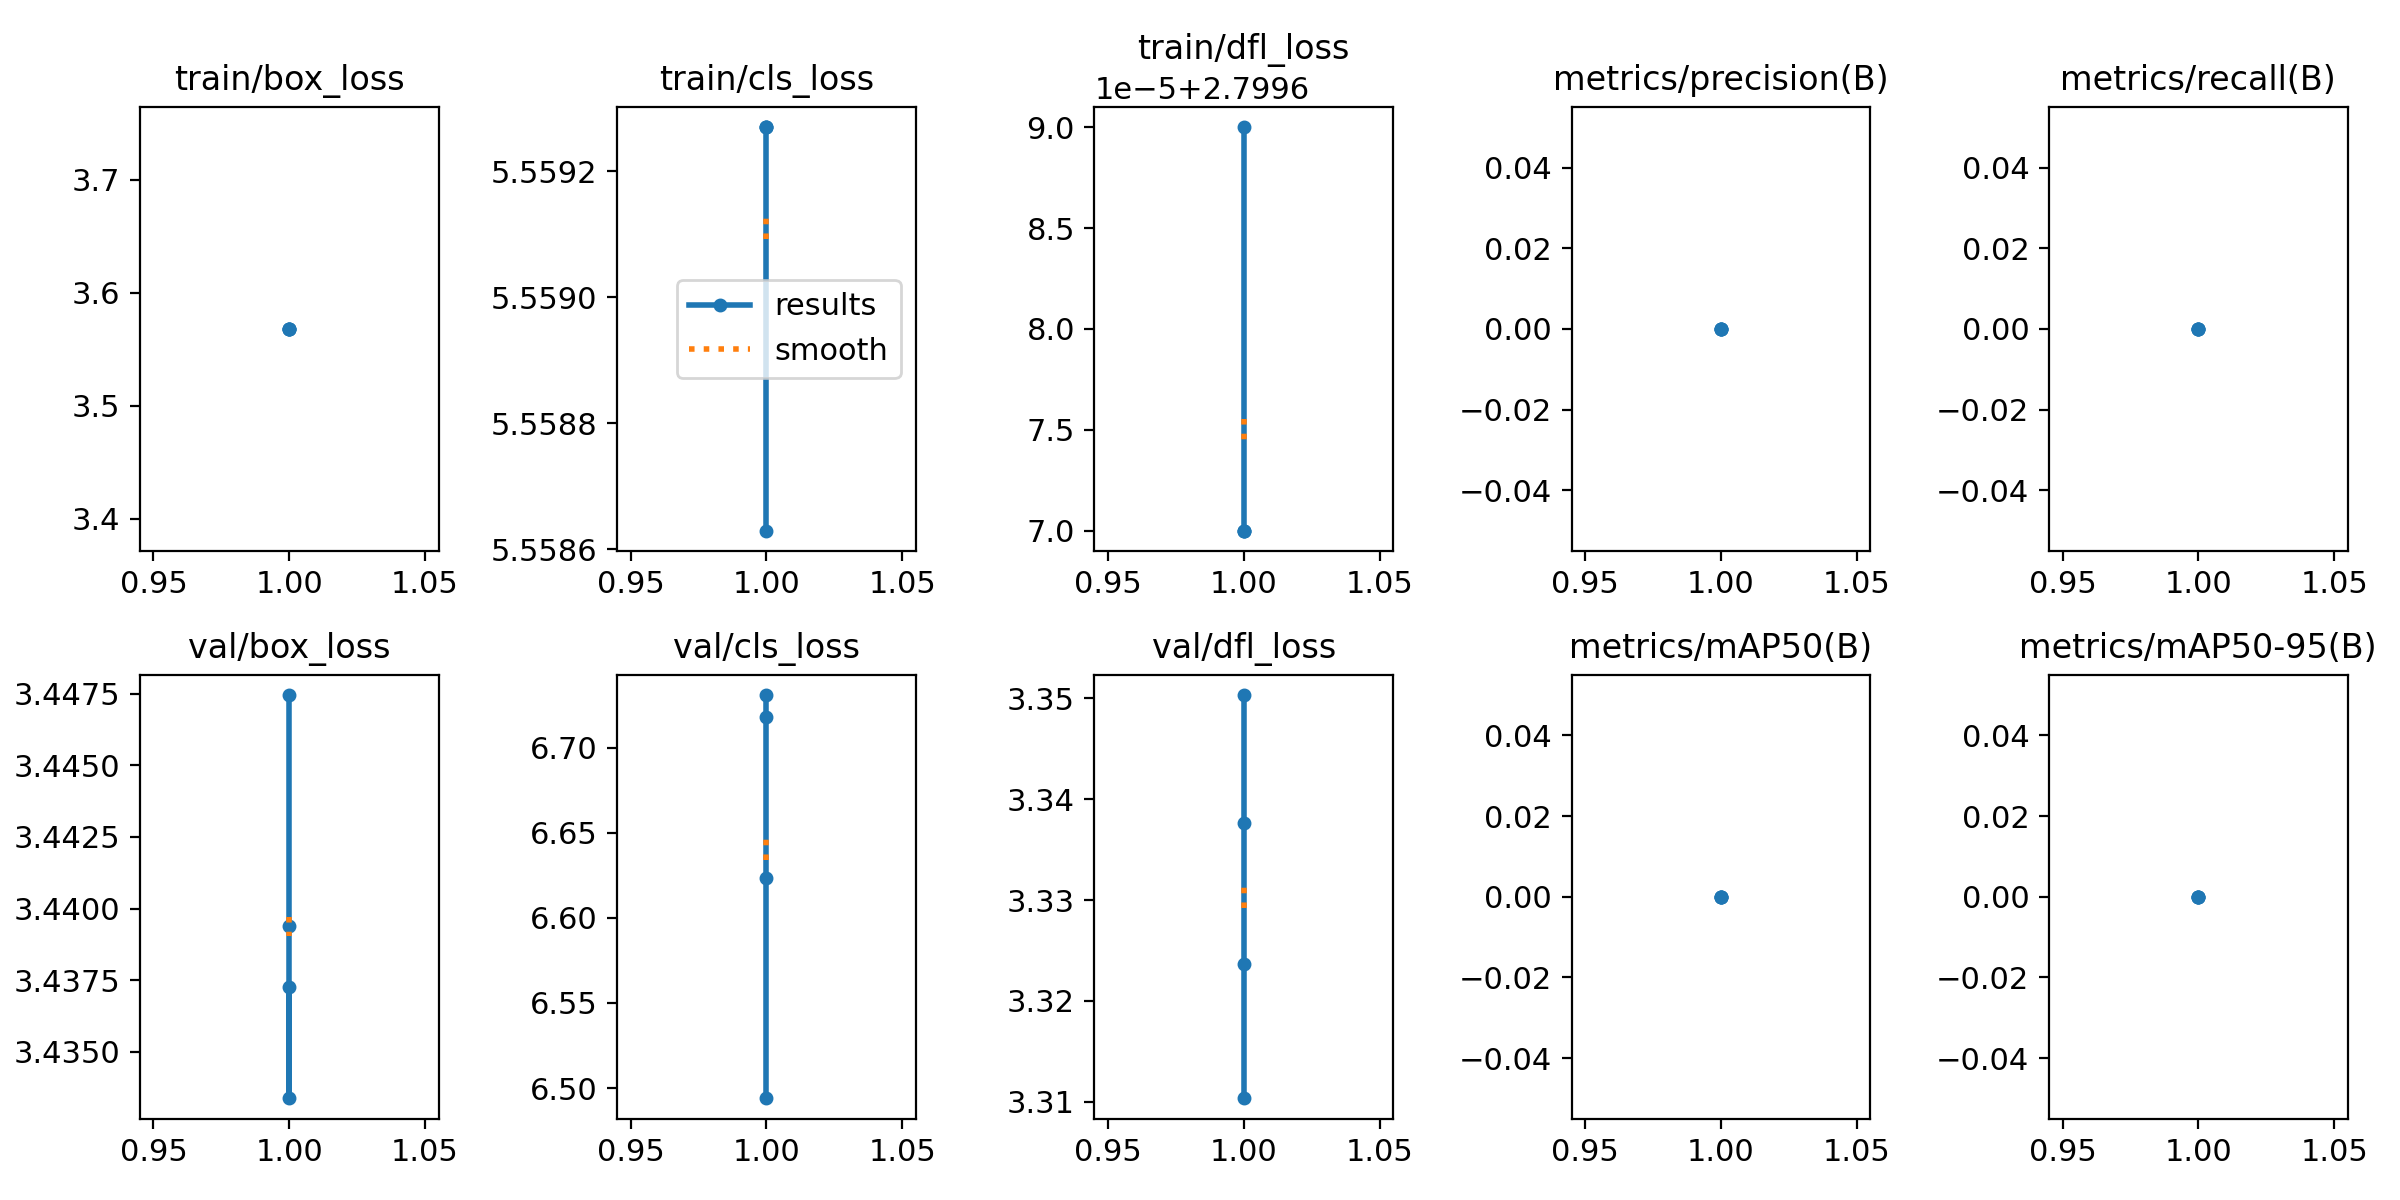 train/box_loss
3.7
3.6
3.5
3.4
0.95 1.00 1.05
train/cls_loss
5.5592
5.5590
5.5588
5.5586
results
smooth
0.95 1.00 1.05
train/dfl_loss
1e−5+2.7996
9.0
8.5
8.0
7.5
7.0
0.95 1.00 1.05
metrics/precision(B)
0.04
0.02
0.00
−0.02
−0.04
0.95 1.00 1.05
metrics/recall(B)
0.04
0.02
0.00
−0.02
−0.04
0.95 1.00 1.05
val/box_loss
3.4475
3.4450
3.4425
3.4400
3.4375
3.4350
0.95 1.00 1.05
val/cls_loss
6.70
6.65
6.60
6.55
6.50
0.95 1.00 1.05
val/dfl_loss
3.35
3.34
3.33
3.32
3.31
0.95 1.00 1.05
metrics/mAP50(B)
0.04
0.02
0.00
−0.02
−0.04
0.95 1.00 1.05
metrics/mAP50-95(B)
0.04
0.02
0.00
−0.02
−0.04
0.95 1.00 1.05